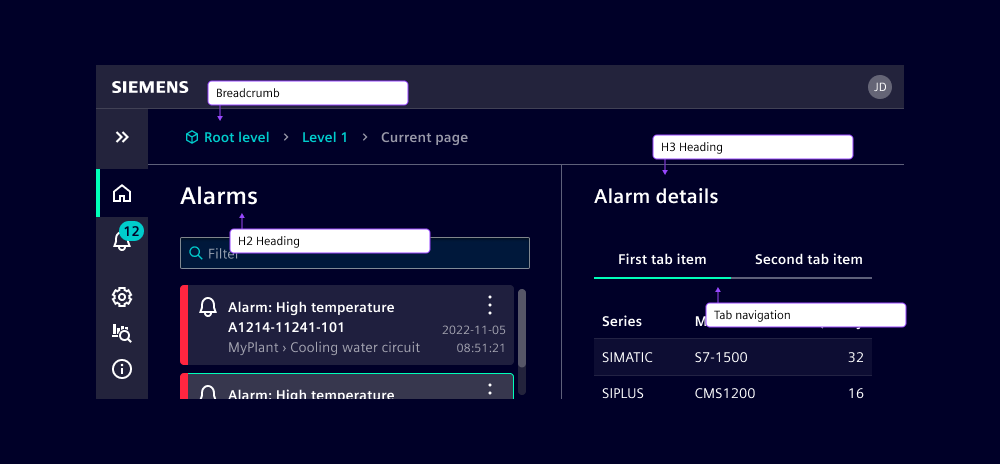 SIEMENS
Breadcrumb
JD
Root level › Level 1 › Current page
H3 Heading
Alarms
Alarm details
12
H2 Heading
Filter
First tab item
Second tab item
Alarm: High temperature
A1214-11241-101
2022-11-05
MyPlant › Cooling water circuit
08:51:21
Alarm: High temperature
Tab navigation
Series
SIMATIC S7-1500 32
SIPLUS CMS1200 16